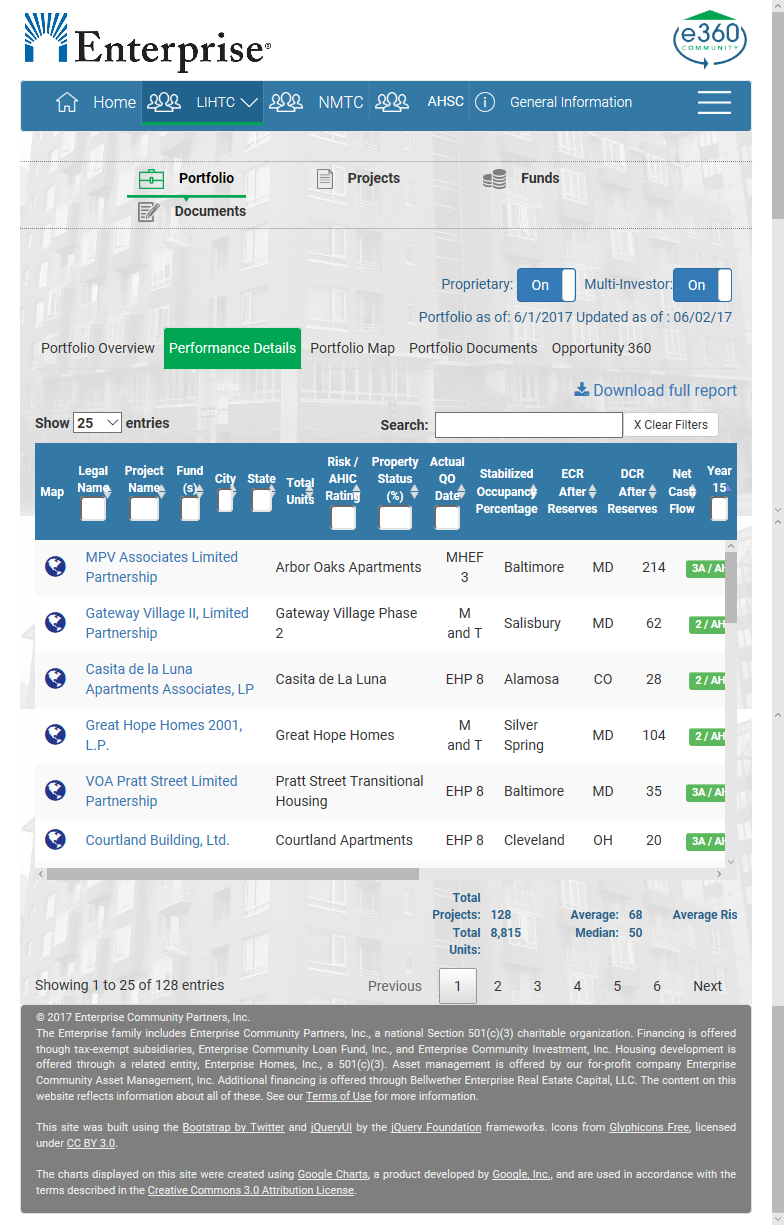 Enterprise®
e360
COMMUNITY
Home LIHTC NMTC AHSC General Information
Portfolio Projects Funds
Documents
Proprietary: On Multi-Investor: On
Portfolio as of: 6/1/2017 Updated as of : 06/02/17
Portfolio Overview Performance Details Portfolio Map Portfolio Documents Opportunity 360
Download full report
Show 25 entries Search: X Clear Filters
Map Legal Name Project Name Fund (s) City State Total Units Risk / AHIC Rating Property Status (%) Actual QO Date Stabilized Occupancy Percentage ECR After Reserves DCR After Reserves Net Cash Flow Year 15
MPV Associates Limited Partnership Arbor Oaks Apartments MHEF 3 Baltimore MD 214 3A / AH
Gateway Village II, Limited Partnership Gateway Village Phase 2 M and T Salisbury MD 62 2 / AH
Casita de la Luna Apartments Associates, LP Casita de La Luna EHP 8 Alamosa CO 28 2 / AH
Great Hope Homes 2001, L.P. Great Hope Homes M and T Silver Spring MD 104 2 / AH
VOA Pratt Street Limited Partnership Pratt Street Transitional Housing EHP 8 Baltimore MD 35 3A / AH
Courtland Building, Ltd. Courtland Apartments EHP 8 Cleveland OH 20 3A / AH
Total Projects: 128 Average: 68 Average Ris
Total Units: 8,815 Median: 50
Showing 1 to 25 of 128 entries Previous 1 2 3 4 5 6 Next
© 2017 Enterprise Community Partners, Inc.
The Enterprise family includes Enterprise Community Partners, Inc., a national Section 501(c)(3) charitable organization. Financing is offered
though tax-exempt subsidiaries, Enterprise Community Loan Fund, Inc., and Enterprise Community Investment, Inc. Housing development is
offered through a related entity, Enterprise Homes, Inc., a 501(c)(3). Asset management is offered by our for-profit company Enterprise
Community Asset Management, Inc. Additional financing is offered through Bellwether Enterprise Real Estate Capital, LLC. The content on this
website reflects information about all of these. See our Terms of Use for more information.
This site was built using the Bootstrap by Twitter and jQueryUI by the jQuery Foundation frameworks. Icons from Glyphicons Free, licensed
under CC BY 3.0.
The charts displayed on this site were created using Google Charts, a product developed by Google, Inc., and are used in accordance with the
terms described in the Creative Commons 3.0 Attribution License.